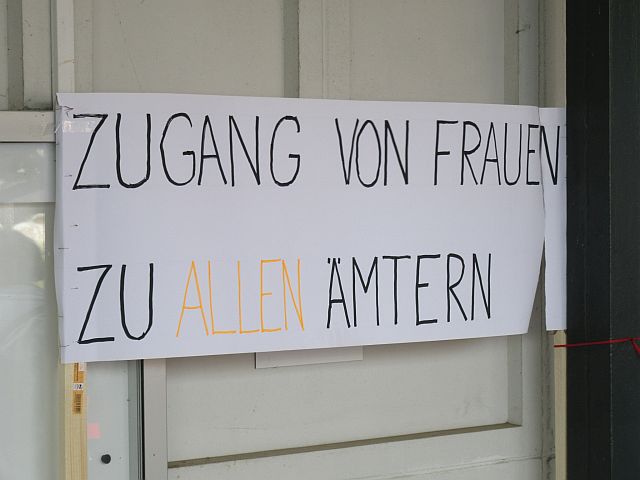 ZUGANG VON FRAUEN
ZU ALLEN ÄMTERN